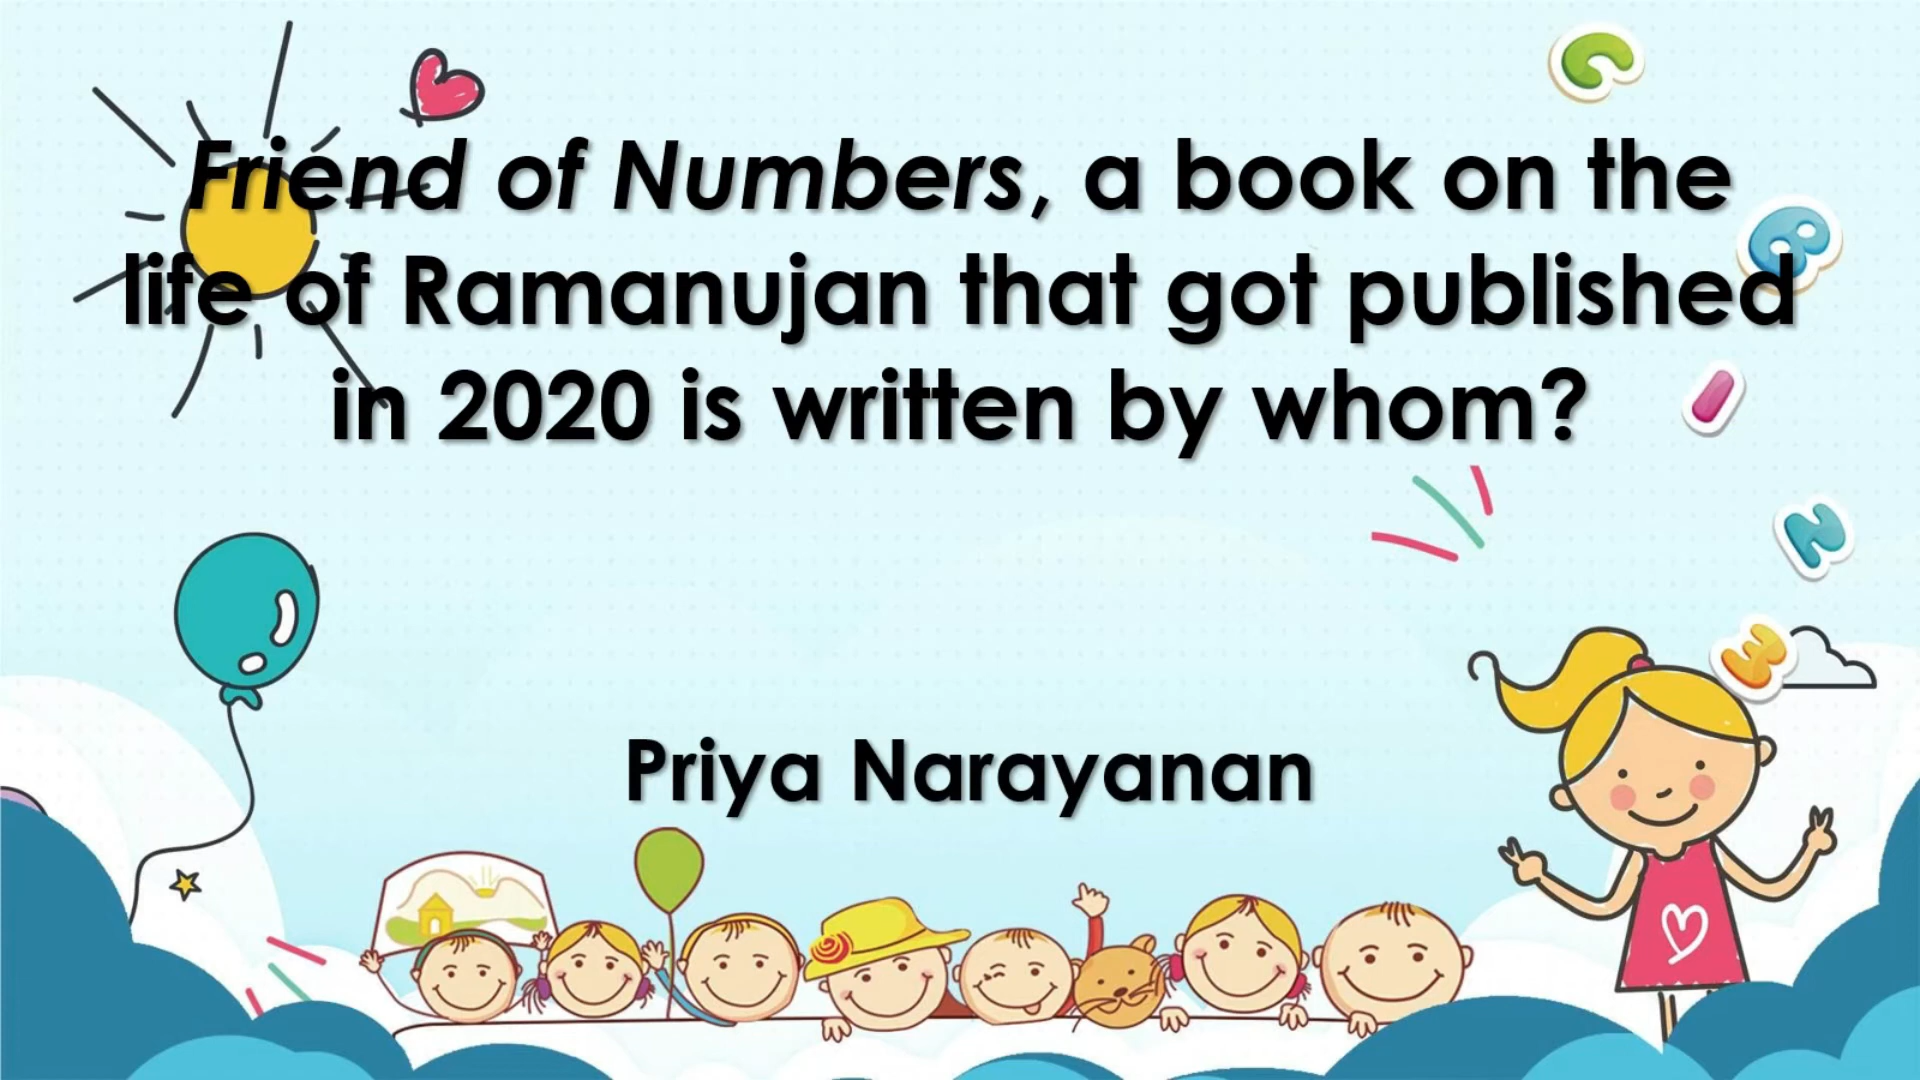 Friend of Numbers, a book on the
life of Ramanujan that got published
in 2020 is written by whom?
Priya Narayanan